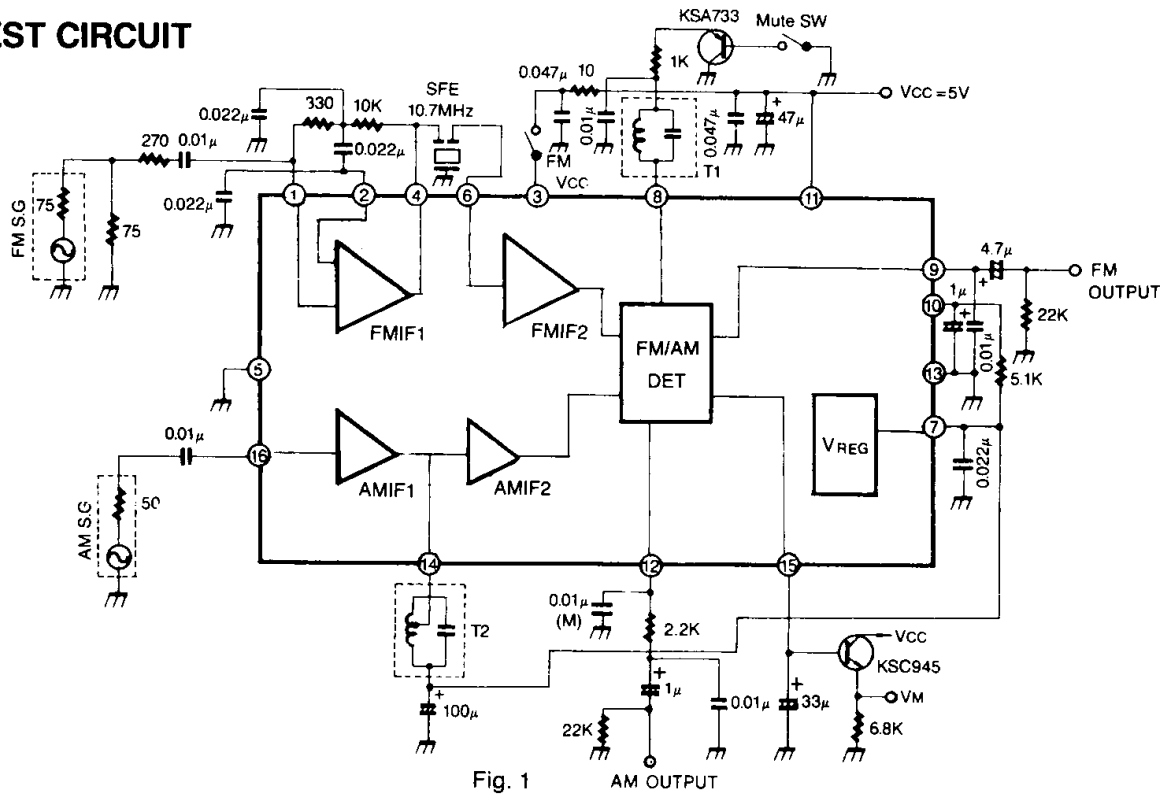 EST CIRCUIT
KSA733
Mute SW
1K
0.047μ
10
SFE
10.7MHz
330
10K
0.022μ
0.022μ
0.01μ
270
0.022μ
0.01μ
0.047μ
+
47μ
VCC=5V
FM
VCC
T1
1
2
4
6
3
8
11
FM S.G
75
75
FMIF1
FMIF2
FM/AM
DET
9
4.7μ
+
FM
OUTPUT
10
1μ
+
0.01μ
22K
13
5.1K
5
7
VREG
0.022μ
0.01μ
16
AMIF1
AMIF2
AM S.G
50
14
12
15
T2
0.01μ
(M)
2.2K
+
100μ
+
1μ
0.01μ
22K
+
33μ
VCC
KSC945
VM
6.8K
Fig. 1
AM OUTPUT